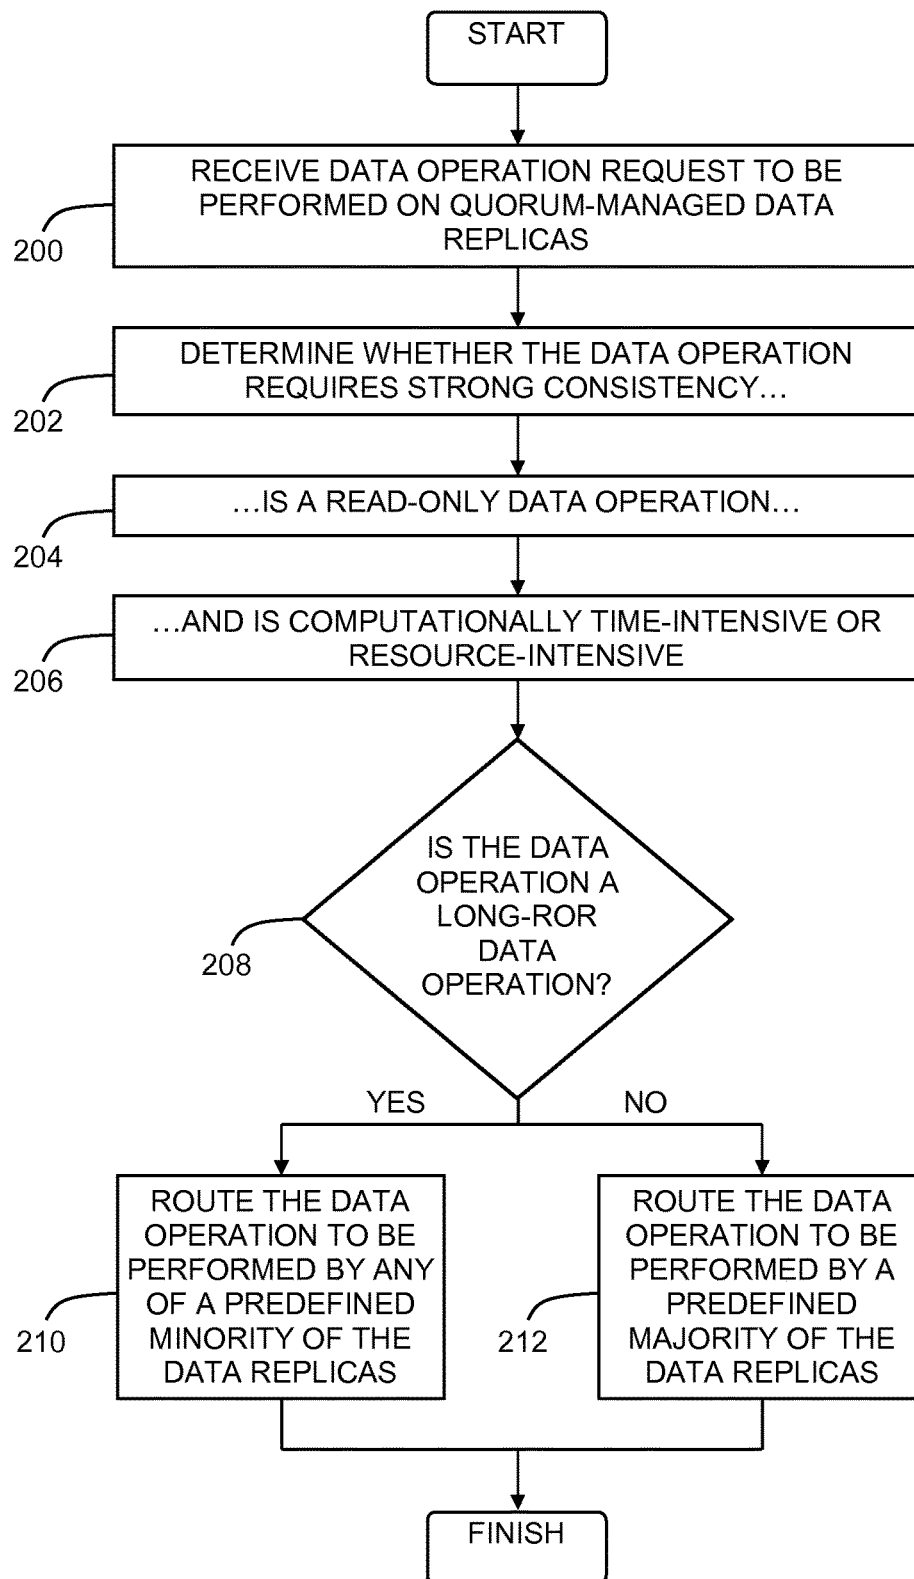 START
RECEIVE DATA OPERATION REQUEST TO BE
PERFORMED ON QUORUM-MANAGED DATA
REPLICAS
200
DETERMINE WHETHER THE DATA OPERATION
REQUIRES STRONG CONSISTENCY...
202
...IS A READ-ONLY DATA OPERATION...
204
...AND IS COMPUTATIONALLY TIME-INTENSIVE OR
RESOURCE-INTENSIVE
206
IS THE DATA
OPERATION A
LONG-ROR
DATA
OPERATION?
208
YES
NO
ROUTE THE DATA
OPERATION TO BE
PERFORMED BY ANY
OF A PREDEFINED
MINORITY OF THE
DATA REPLICAS
210
ROUTE THE DATA
OPERATION TO BE
PERFORMED BY A
PREDEFINED
MAJORITY OF THE
DATA REPLICAS
212
FINISH